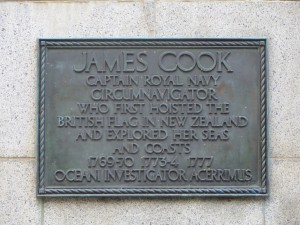 JAMES COOK
CAPTAIN ROYAL NAVY
CIRCUMNAVIGATOR
WHO FIRST HOISTED THE
BRITISH FLAG IN NEW ZEALAND
AND EXPLORED HER SEAS
AND COASTS
1769-70 1773-4 1777
OCEANI INVESTIGATOR ACERRIMUS